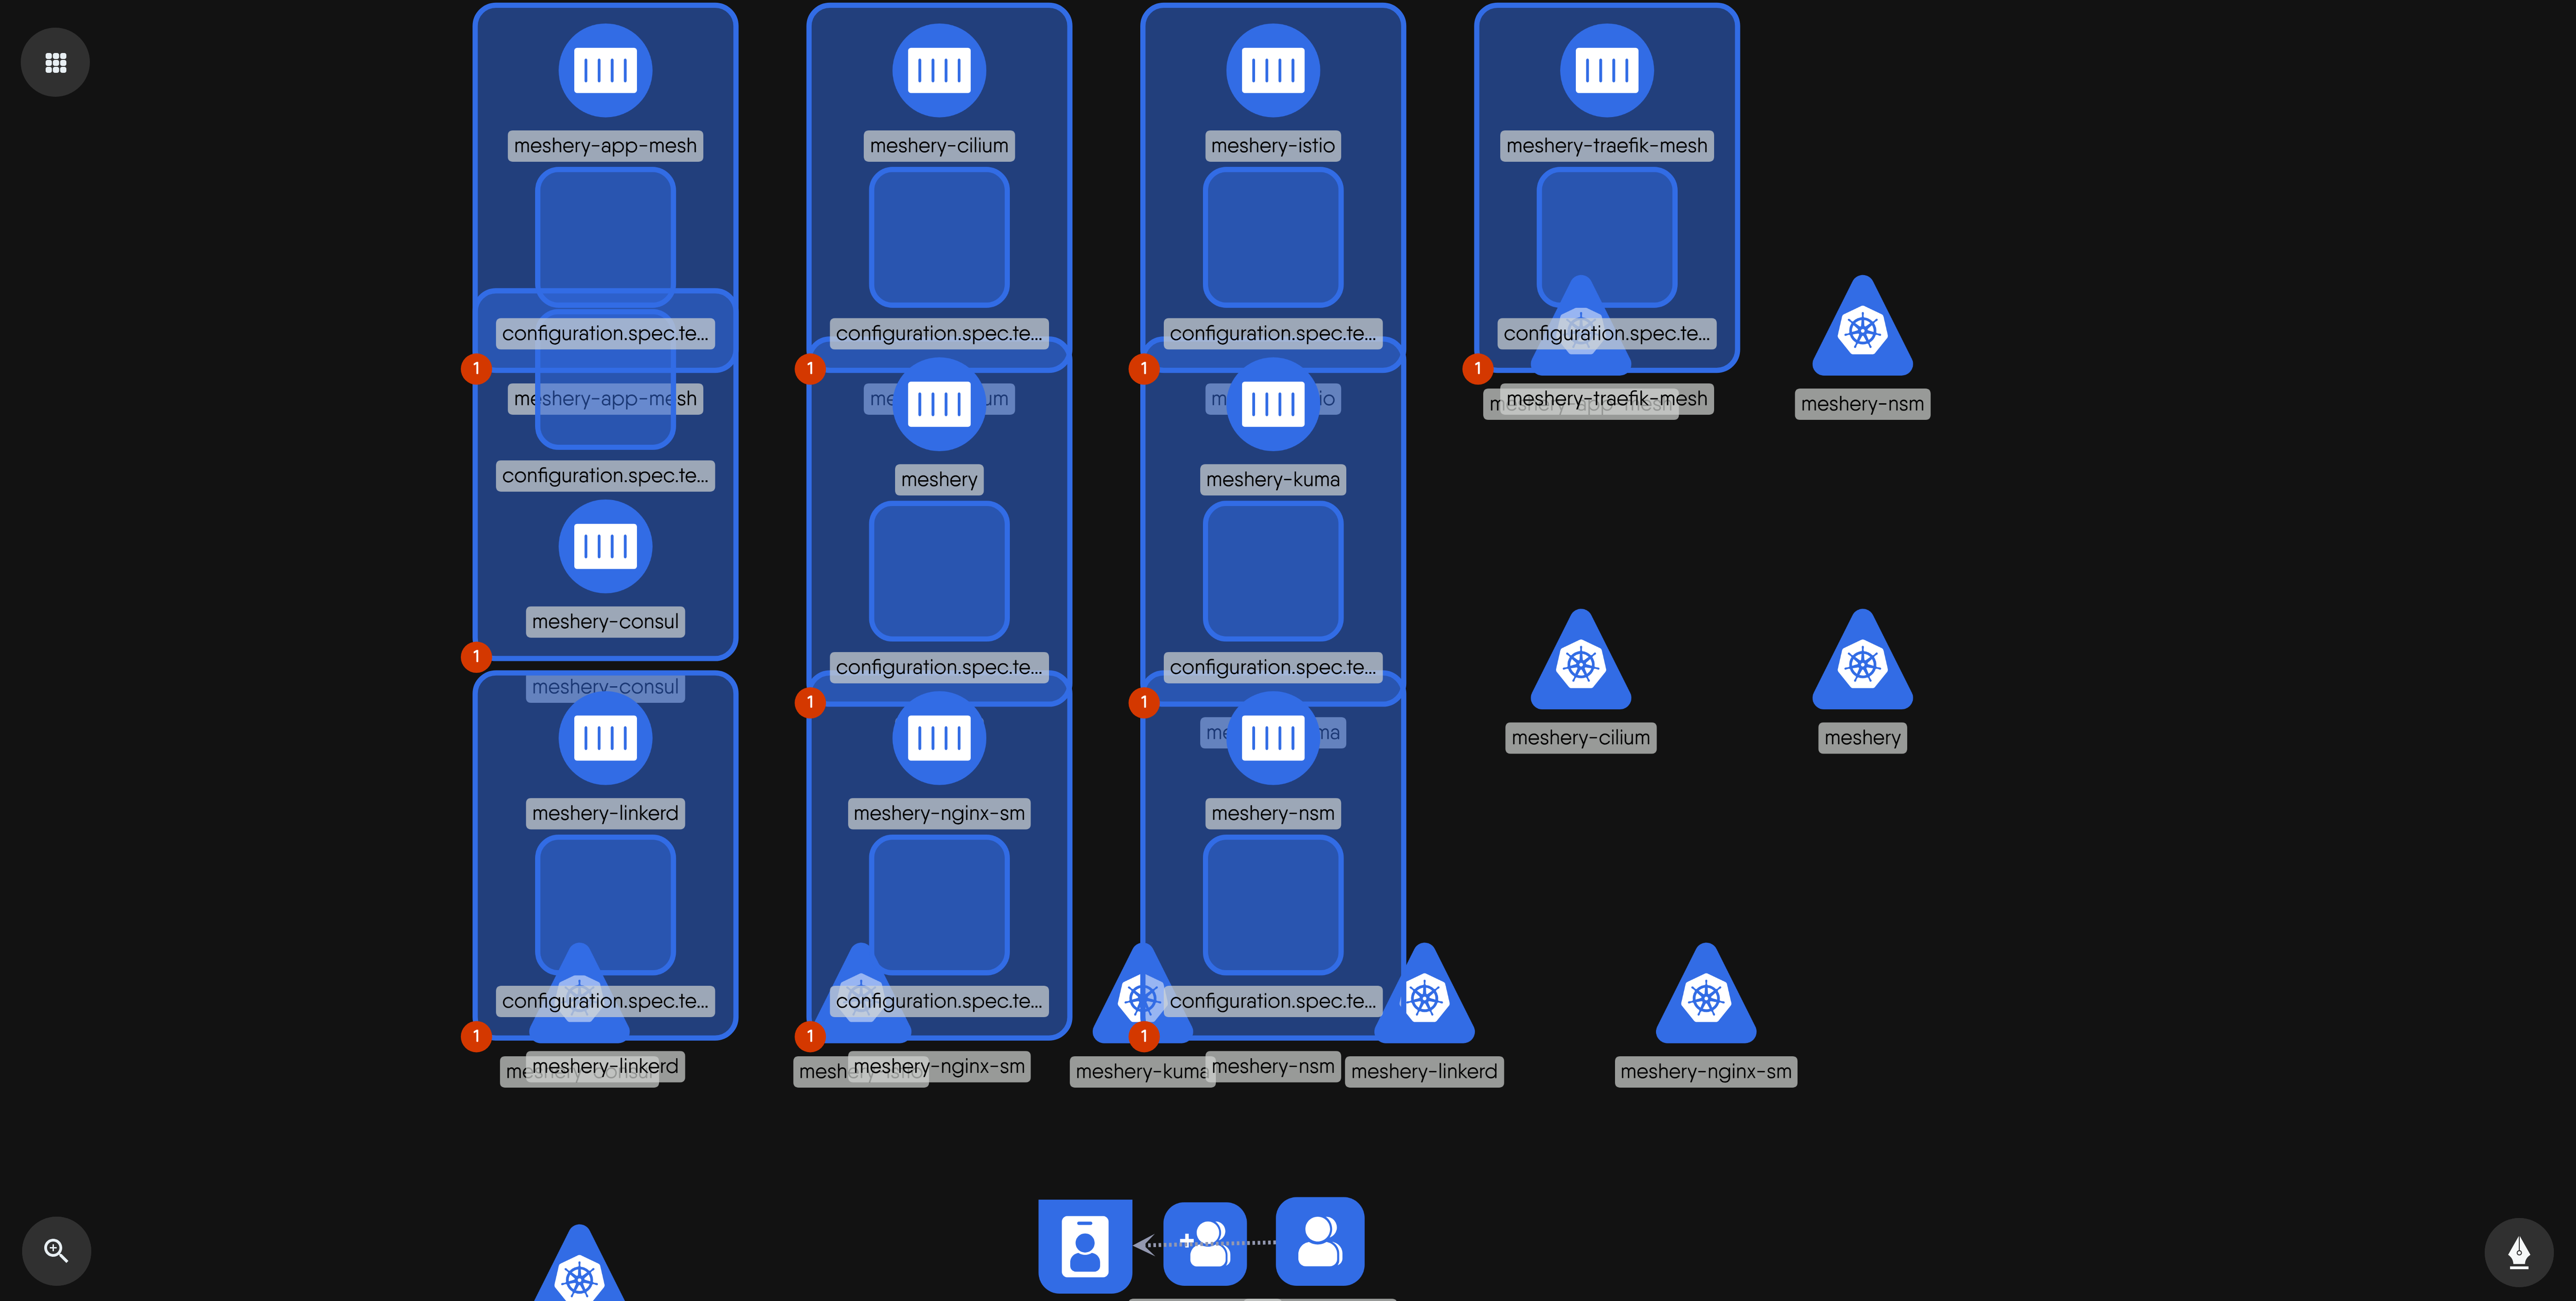 meshery-app-mesh
meshery-cilium
meshery-istio
meshery-traefik-mesh
configuration.spec.te...
configuration.spec.te...
configuration.spec.te...
configuration.spec.te...
1
1
1
1
meshery-app-mesh
meshery-traefik-mesh
meshery-nsm
configuration.spec.te...
meshery
meshery-kuma
meshery-consul
1
configuration.spec.te...
configuration.spec.te...
meshery-consul
1
1
meshery-cilium
meshery
meshery-linkerd
meshery-nginx-sm
meshery-nsm
configuration.spec.te...
configuration.spec.te...
configuration.spec.te...
1
1
1
meshery-linkerd
meshery-nginx-sm
meshery-kuma
meshery-nsm
meshery-linkerd
meshery-nginx-sm